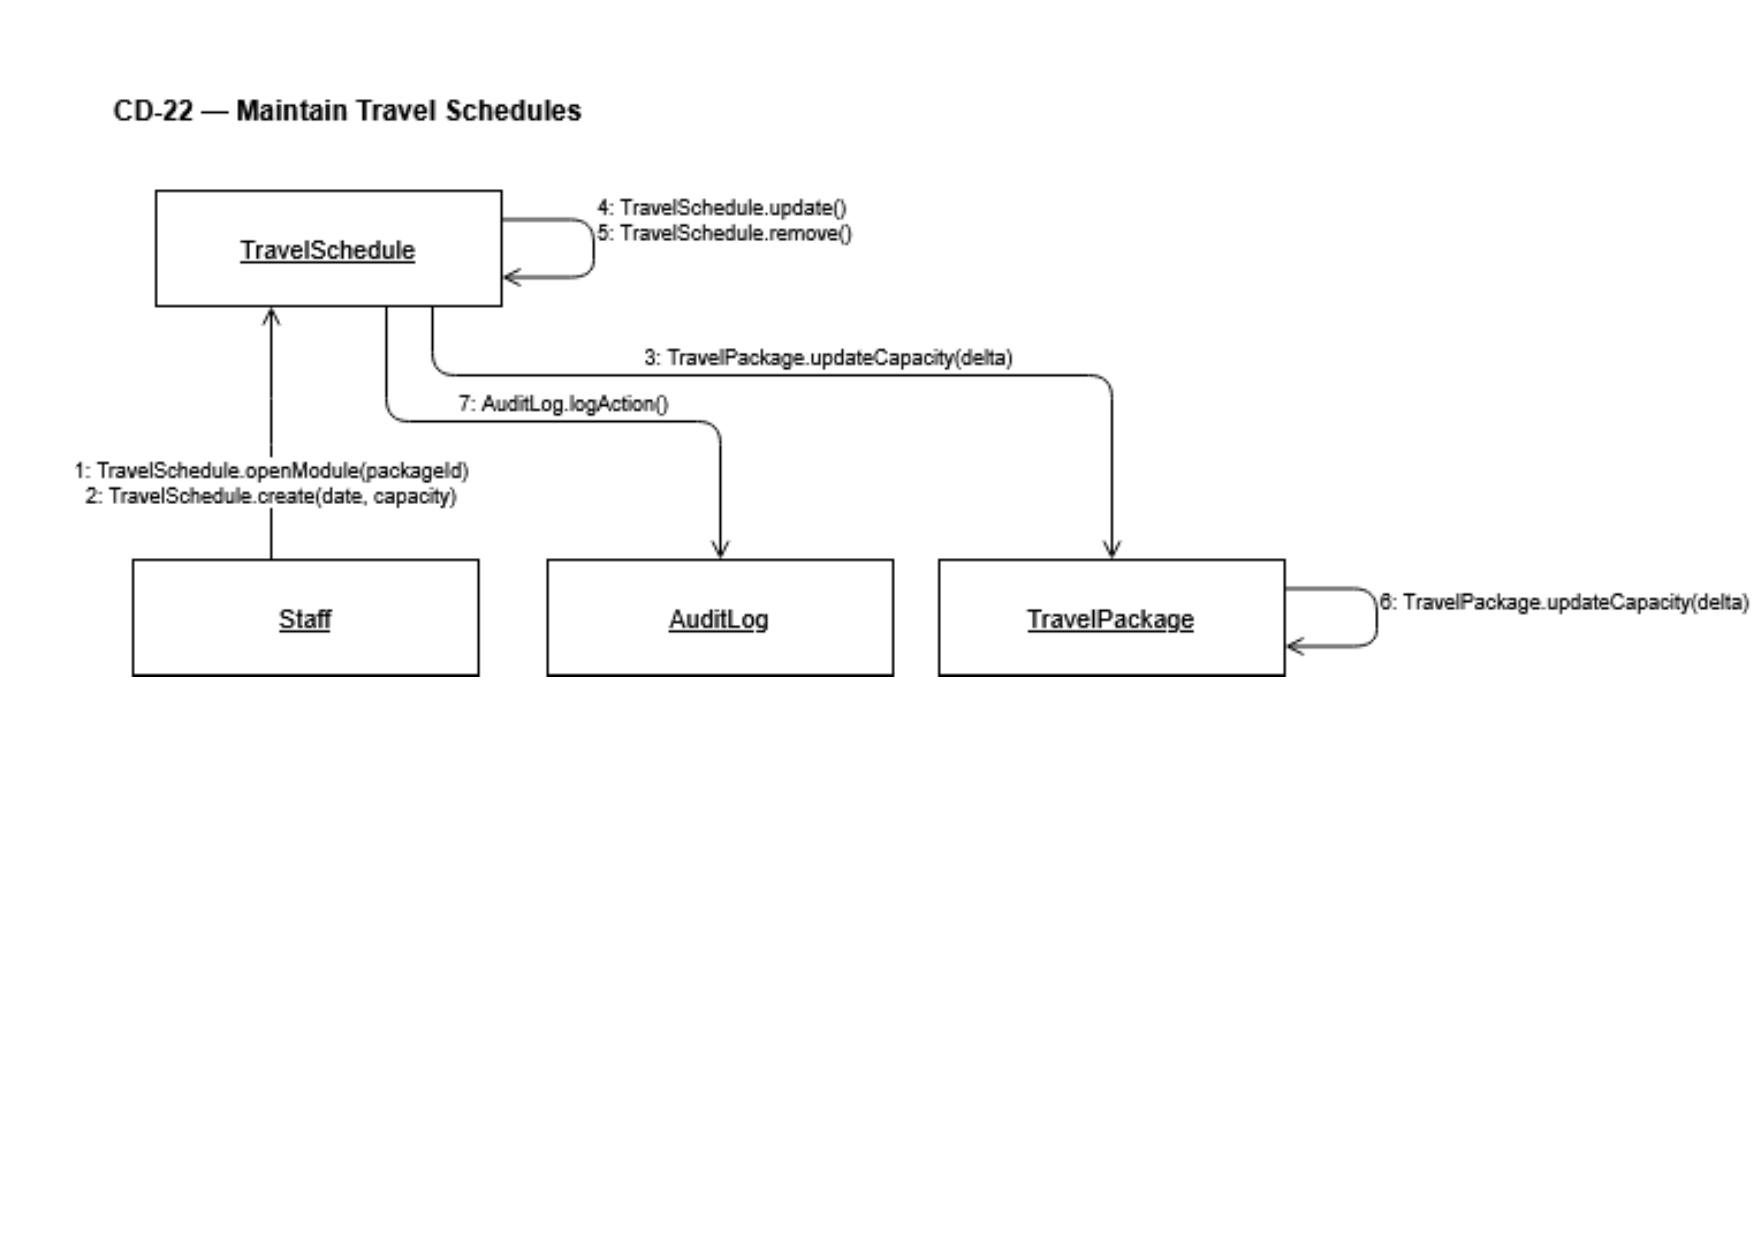 CD-22 — Maintain Travel Schedules
4: TravelSchedule.update()
5: TravelSchedule.remove()
TravelSchedule
3: TravelPackage.updateCapacity(delta)
7: AuditLog.logAction()
1: TravelSchedule.openModule(packageId)
2: TravelSchedule.create(date, capacity)
Staff
AuditLog
TravelPackage
6: TravelPackage.updateCapacity(delta)